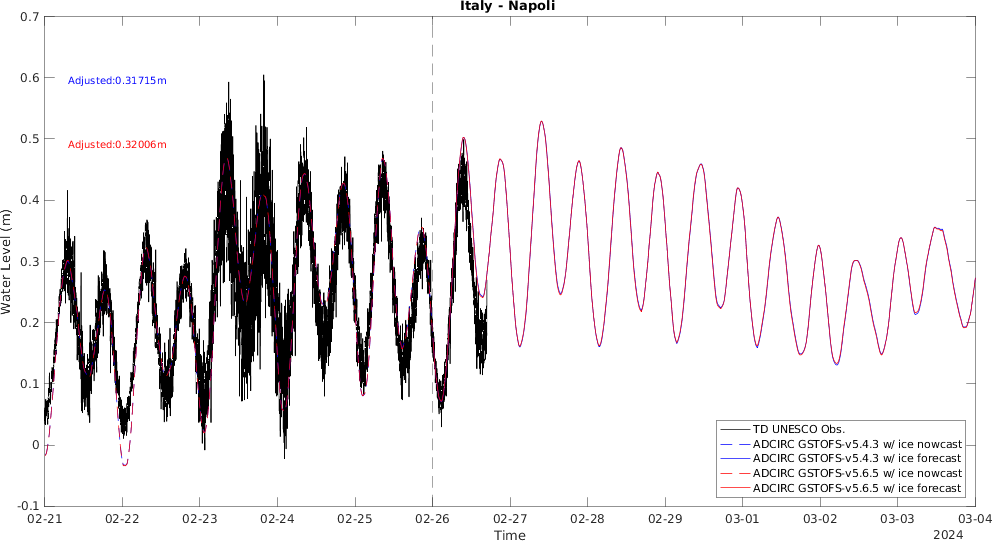 Italy - Napoli
0.7
0.6
0.5
0.4
0.3
0.2
0.1
0
-0.1
Water Level (m)
Adjusted:0.31715m
Adjusted:0.32006m
TD UNESCO Obs.
ADCIRC GSTOFS-v5.4.3 w/ ice nowcast
ADCIRC GSTOFS-v5.4.3 w/ ice forecast
ADCIRC GSTOFS-v5.6.5 w/ ice nowcast
ADCIRC GSTOFS-v5.6.5 w/ ice forecast
02-21 02-22 02-23 02-24 02-25 02-26 02-27 02-28 02-29 03-01 03-02 03-03 03-04
Time
2024